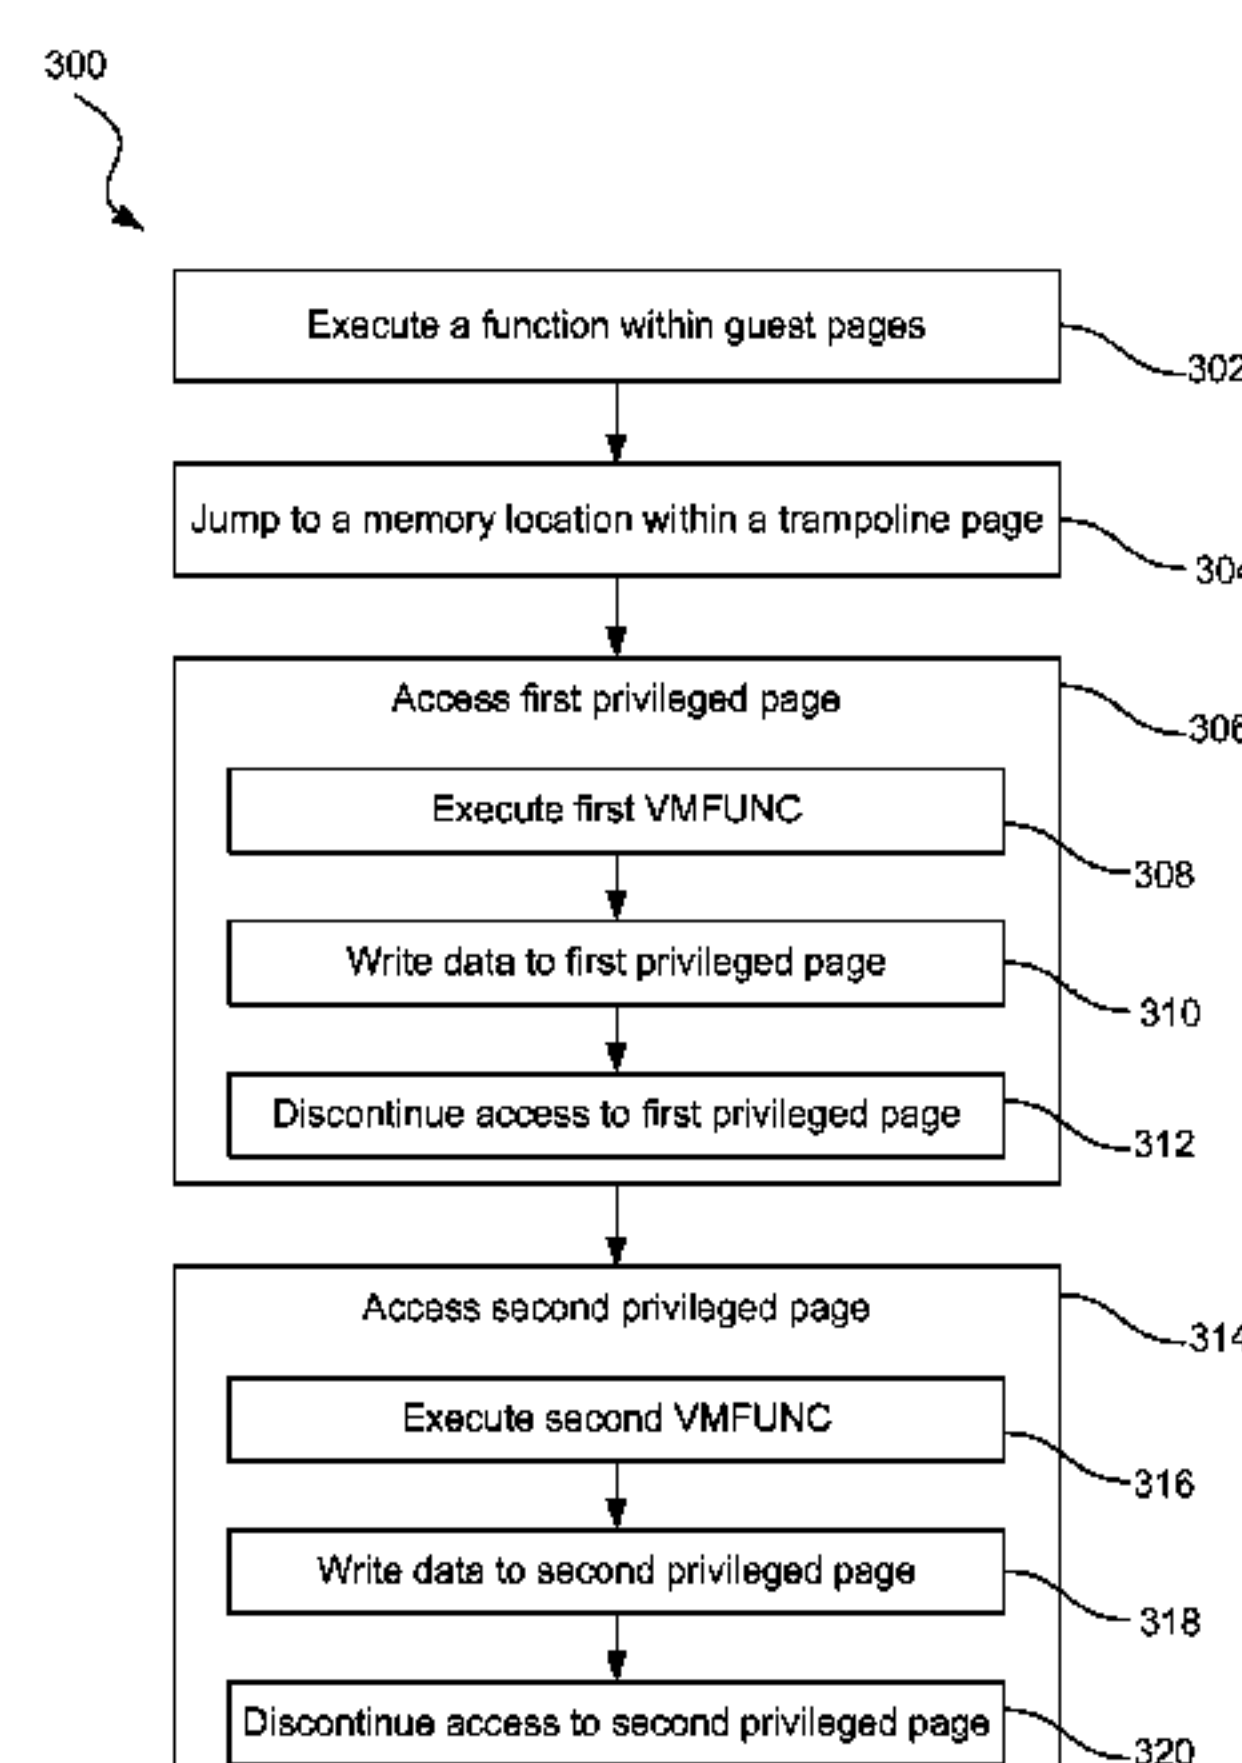 300
Execute a function within guest pages
302
Jump to a memory location within a trampoline page
304
Access first privileged page
306
Execute first VMFUNC
308
Write data to first privileged page
310
Discontinue access to first privileged page
312
Access second privileged page
314
Execute second VMFUNC
316
Write data to second privileged page
318
Discontinue access to second privileged page
320